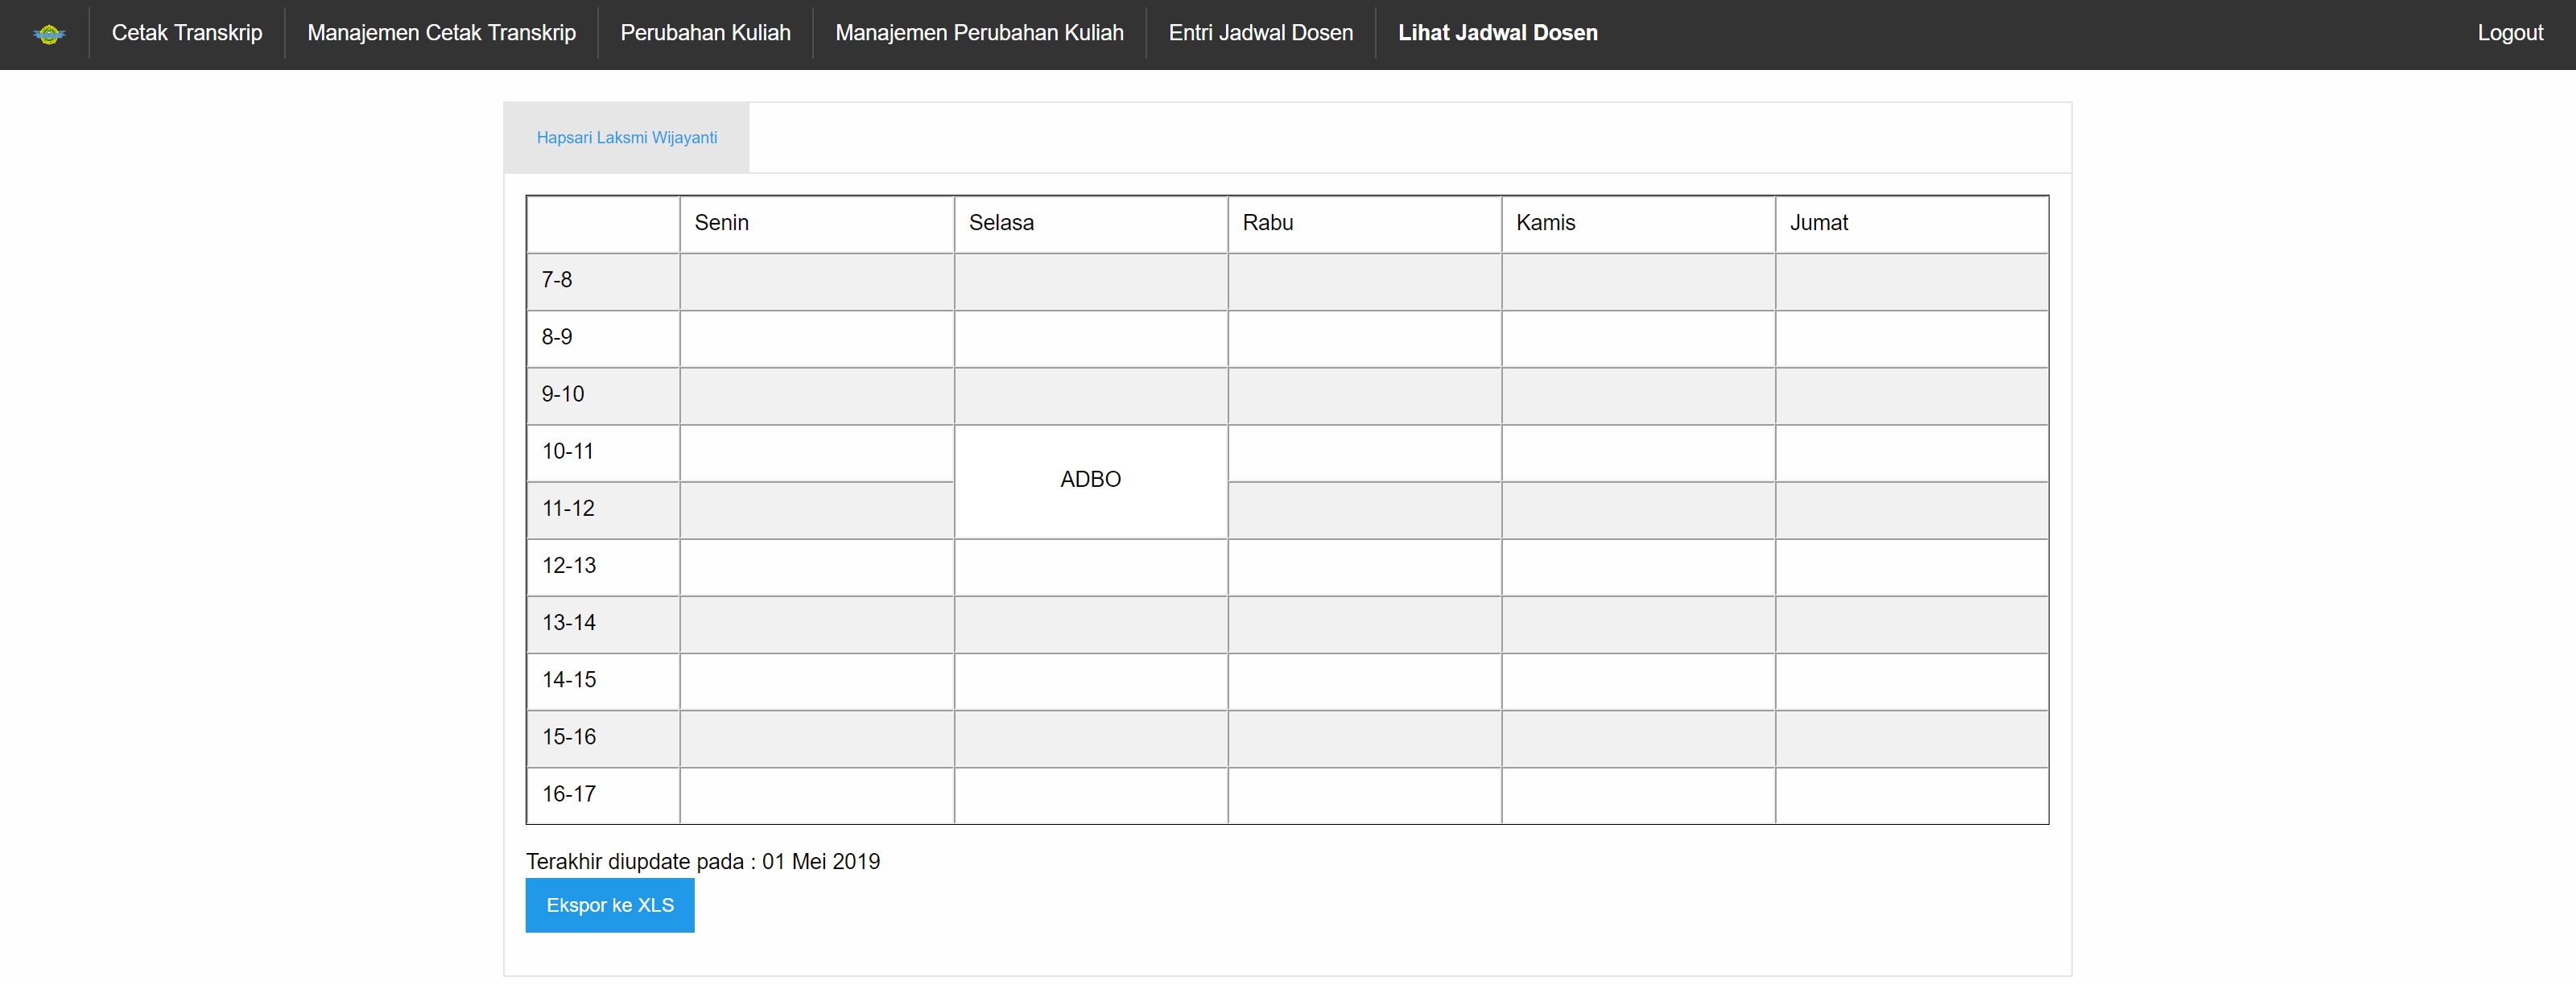 Cetak Transkrip Manajemen Cetak Transkrip Perubahan Kuliah Manajemen Perubahan Kuliah Entri Jadwal Dosen Lihat Jadwal Dosen Logout
Hapsari Laksmi Wijayanti
Senin Selasa Rabu Kamis Jumat
7-8
8-9
9-10
10-11
ADBO
11-12
12-13
13-14
14-15
15-16
16-17
Terakhir diupdate pada : 01 Mei 2019
Ekspor ke XLS